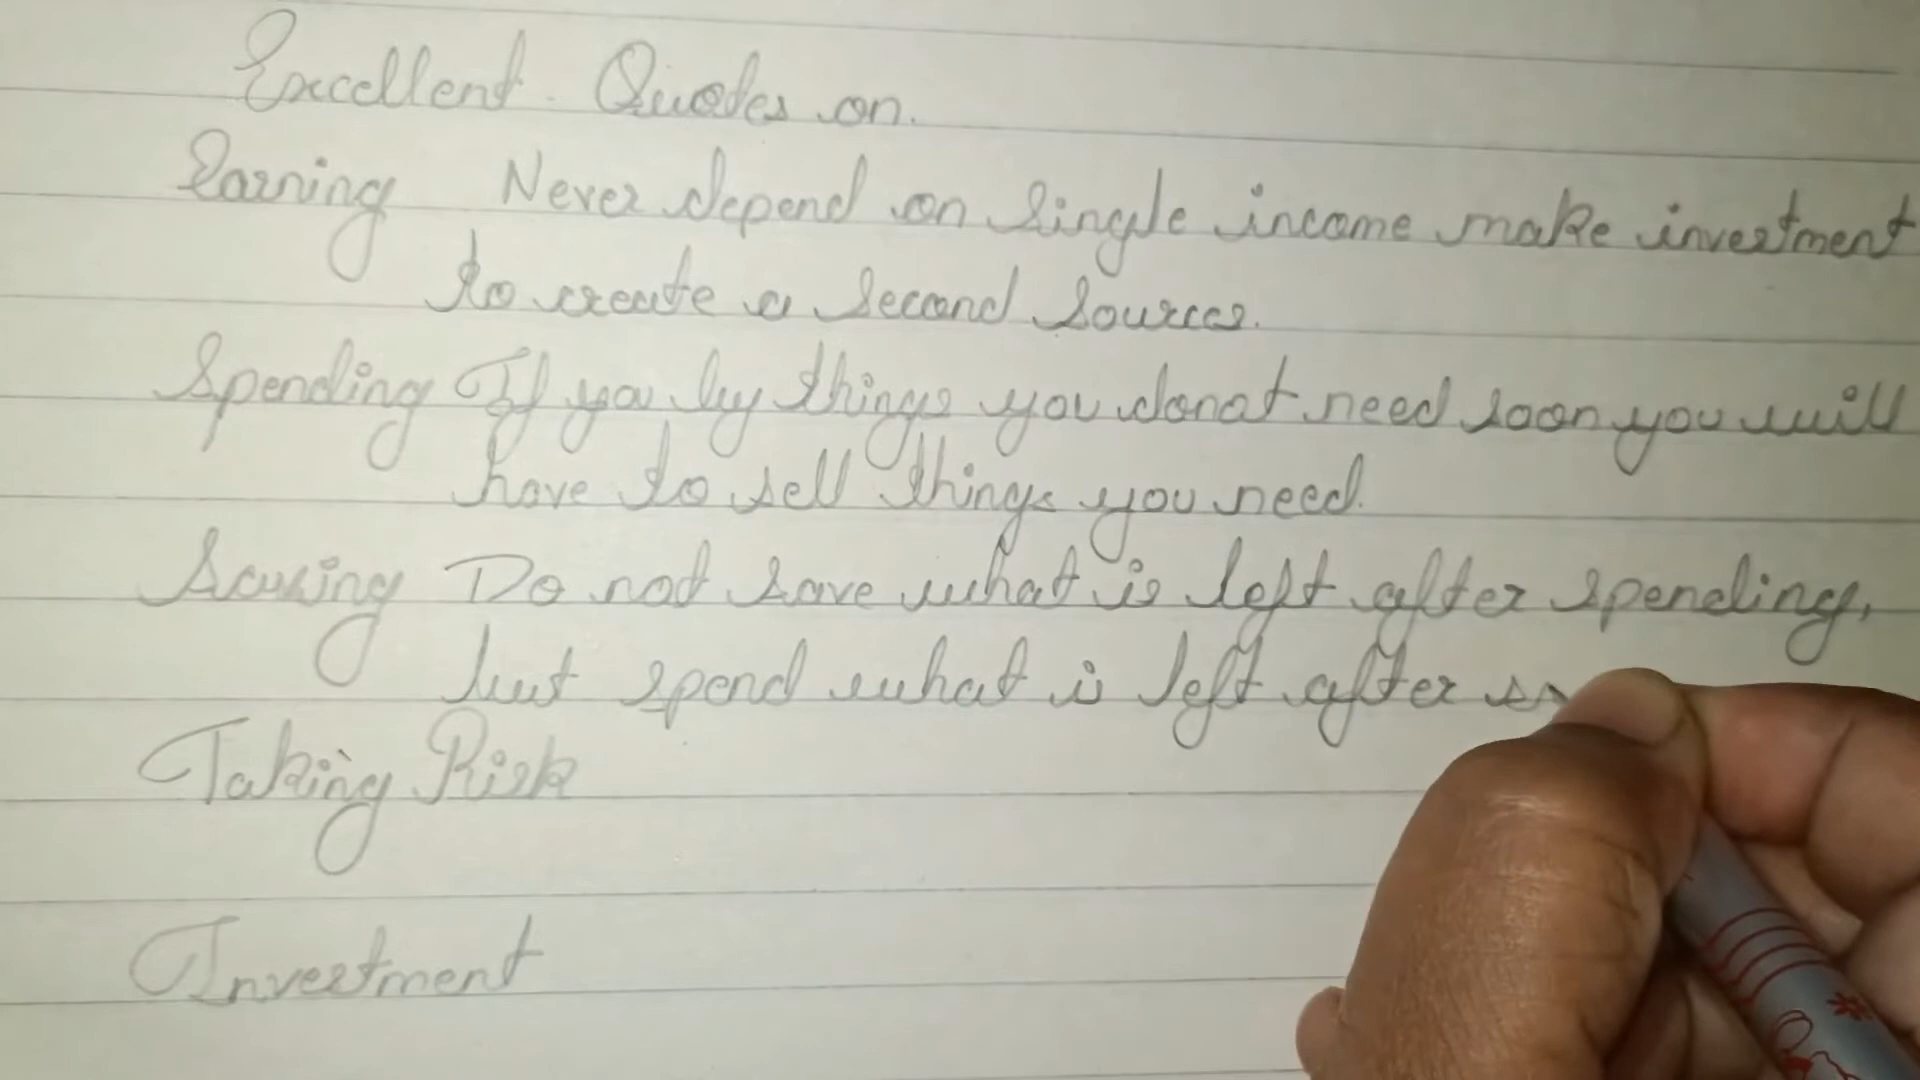 Excellent Quotes on.
Earning Never depend on single income make investment
to create a second sources.
Spending If you by things you donot need soon you will
have to sell things you need.
Saving Do not save what is left after spending,
but spend what is left after
Taking Risk
Investment